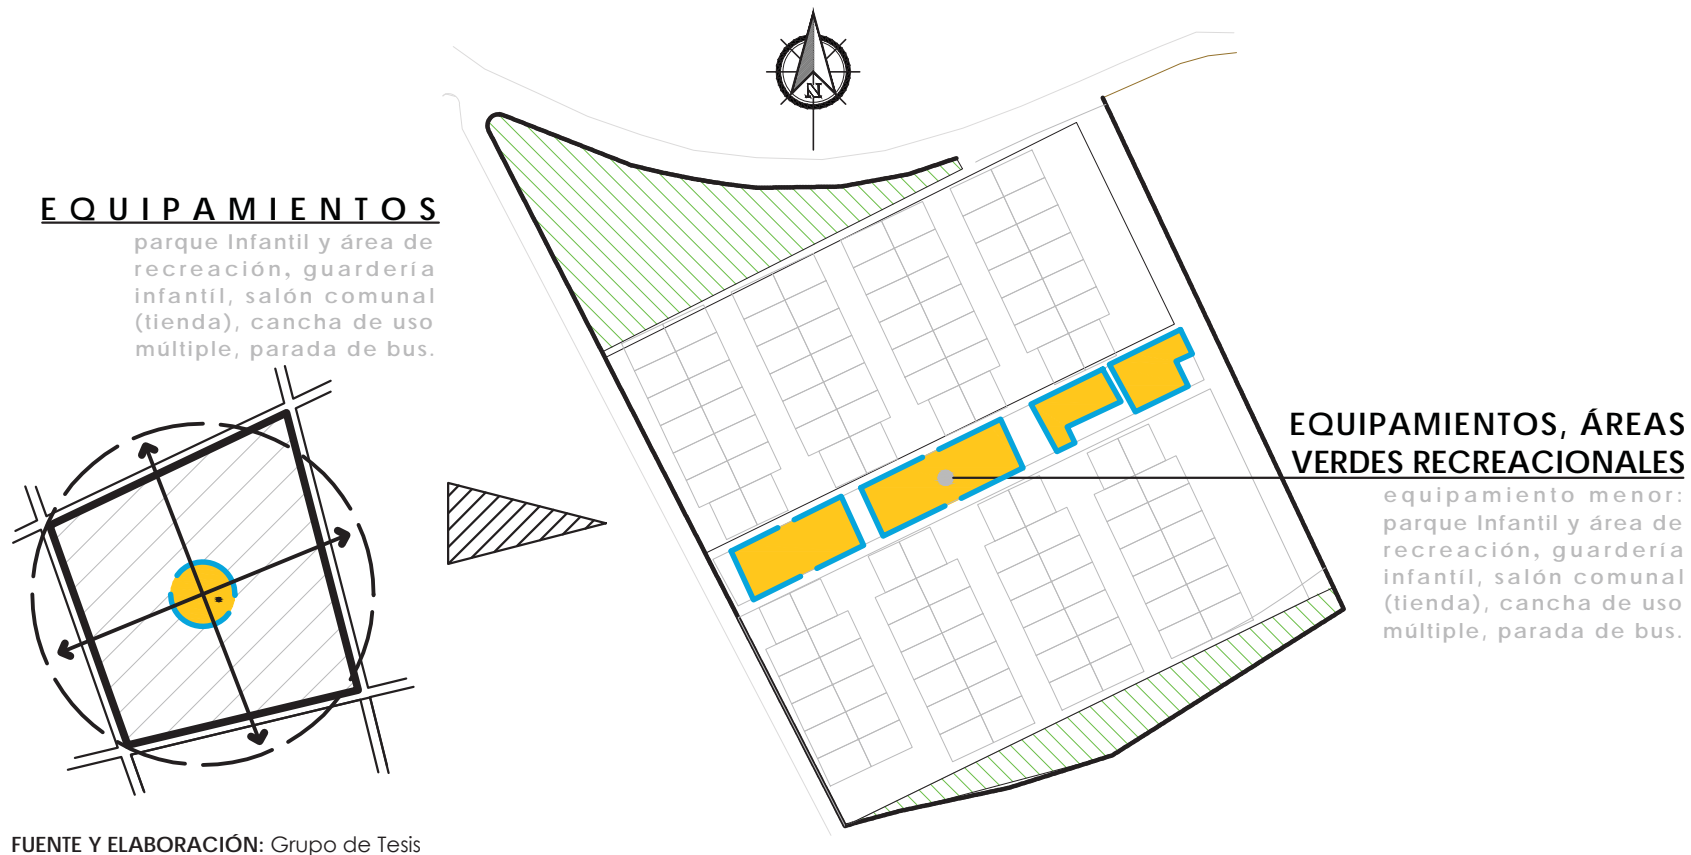 N
EQUIPAMIENTOS
parque Infantil y área de
recreación, guardería
infantíl, salón comunal
(tienda), cancha de uso
múltiple, parada de bus.
EQUIPAMIENTOS, ÁREAS
VERDES RECREACIONALES
equipamiento menor:
parque Infantil y área de
recreación, guardería
infantíl, salón comunal
(tienda), cancha de uso
múltiple, parada de bus.
FUENTE Y ELABORACIÓN: Grupo de Tesis